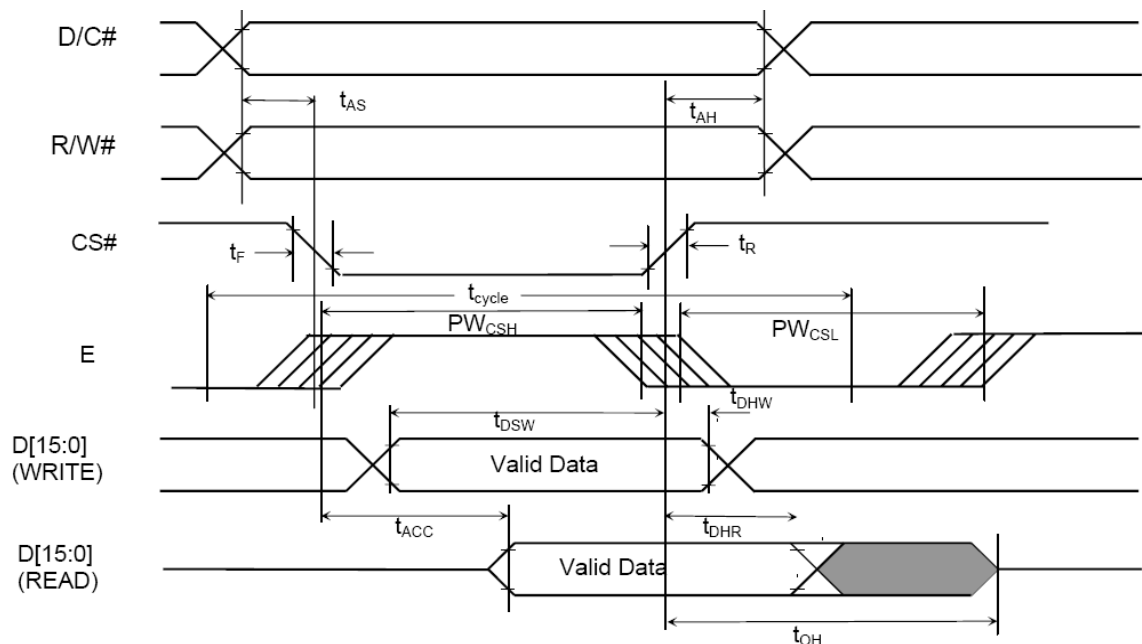 D/C#
tAS
tAH
R/W#
CS#
tF
tR
tcycle
PWCSH
PWCSL
E
tDHW
tDSW
D[15:0]
(WRITE)
Valid Data
tACC
tDHR
D[15:0]
(READ)
Valid Data
tOH